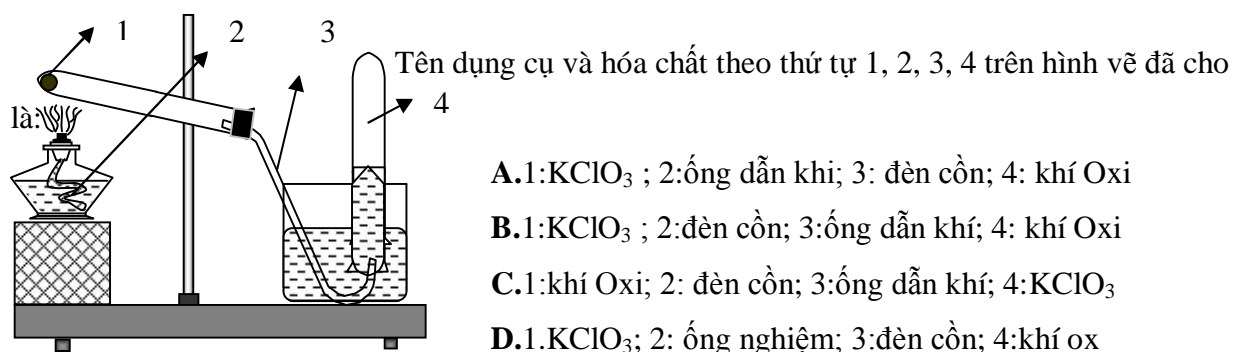 1 2 3
Tên dụng cụ và hóa chất theo thứ tự 1, 2, 3, 4 trên hình vẽ đã cho
4
là:
A.1:KClO₃ ; 2:ống dẫn khi; 3: đèn cồn; 4: khí Oxi
B.1:KClO₃ ; 2:đèn cồn; 3:ống dẫn khí; 4: khí Oxi
C.1:khí Oxi; 2: đèn cồn; 3:ống dẫn khí; 4:KClO₃
D.1.KClO₃; 2: ống nghiệm; 3:đèn cồn; 4:khí ox